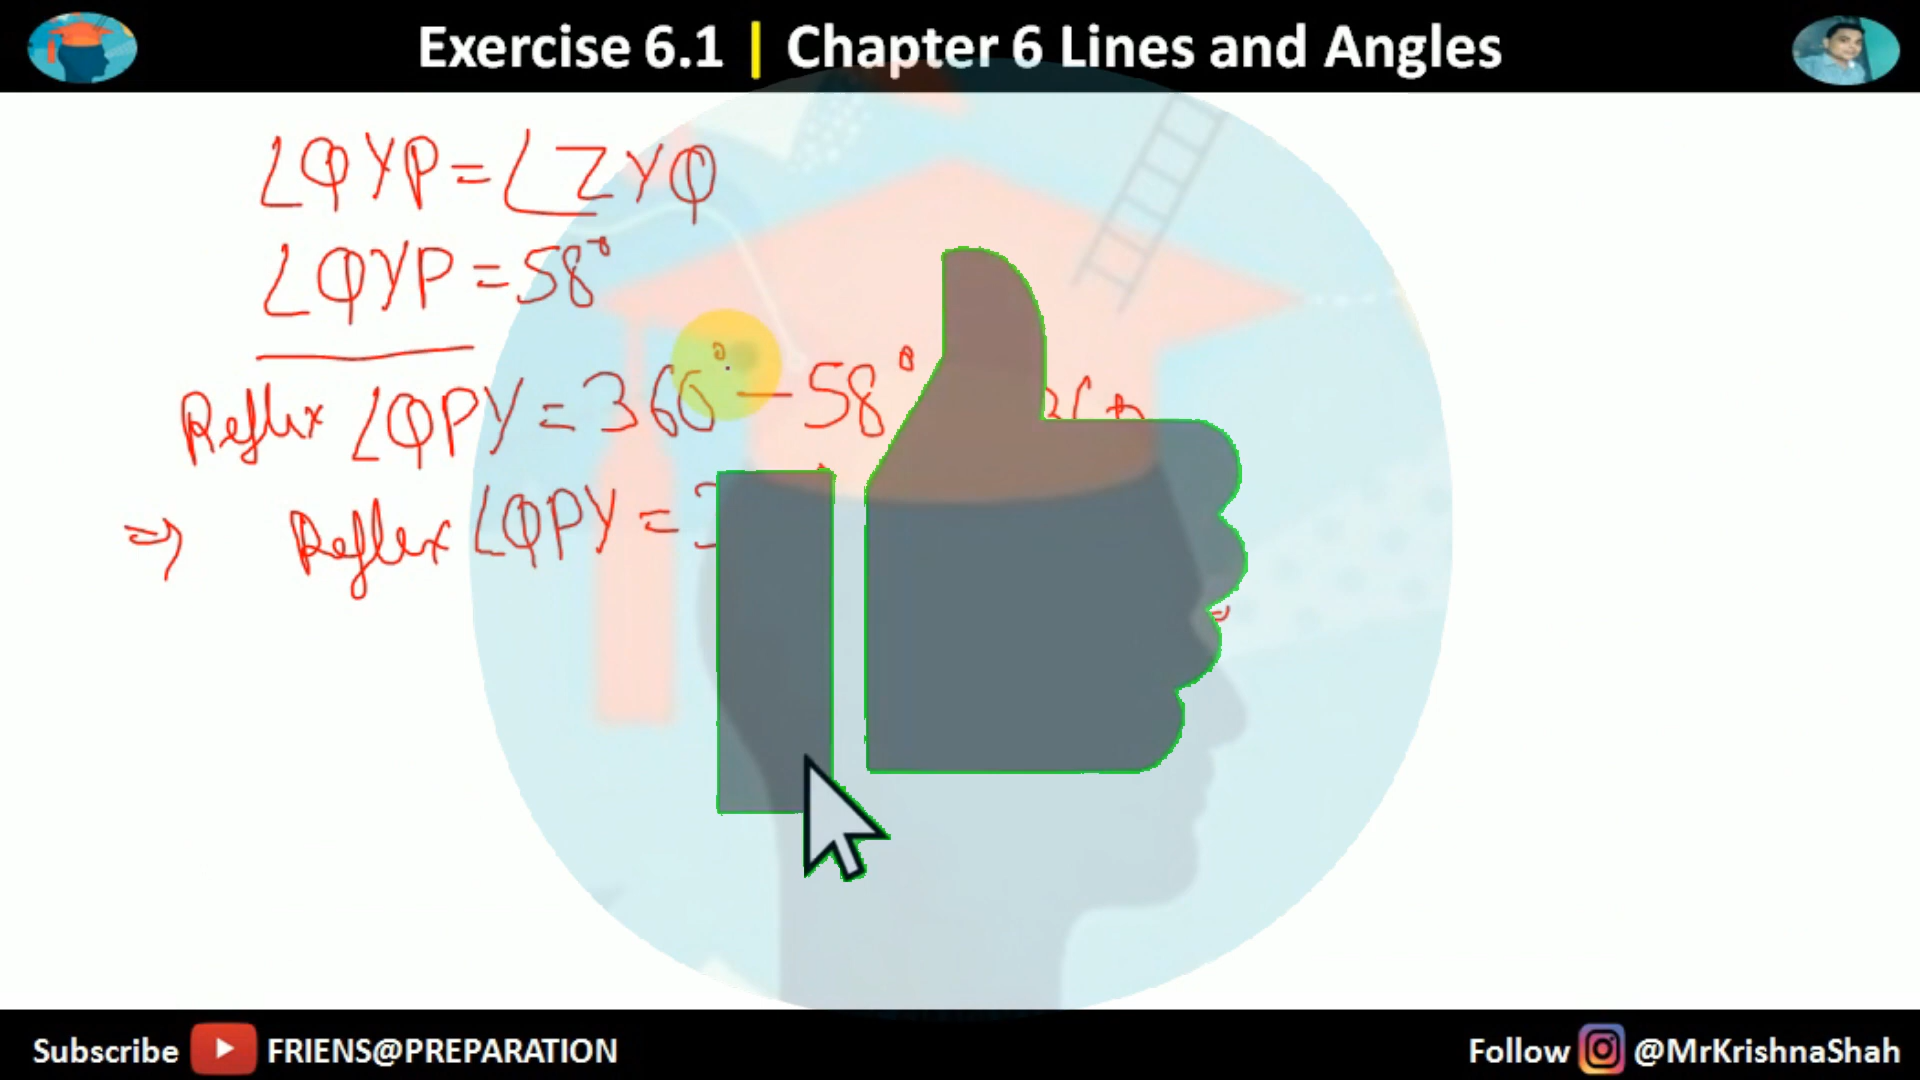 Exercise 6.1 | Chapter 6 Lines and Angles
∠QYP = ∠ZYQ
∠QYP = 58°
Reflex ∠QPY = 360° - 58°
⇒ Reflex ∠QPY =
Subscribe FRIENS@PREPARATION
Follow @MrKrishnaShah